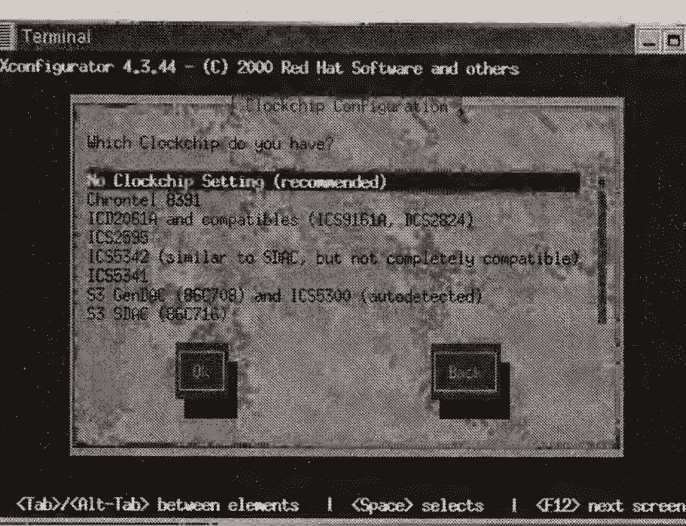 Terminal
Xconfigurator 4.3.44 - (C) 2000 Red Hat Software and others
Clockchip Configuration
Which Clockchip do you have?
No Clockchip Setting (recommended)
Chrontel 8391
ICD2061A and compatibles (ICS9161A, DCS2824)
ICS2595
ICS5342 (similar to SDAC, but not completely compatible)
ICS5341
S3 GenDAC (86C708) and ICS5300 (autodetected)
S3 SDAC (86C716)
Ok Back
<Tab>/<Alt-Tab> between elements | <Space> selects | <F12> next screen